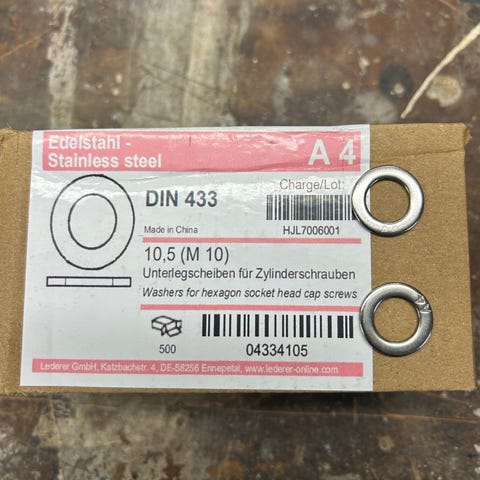 Edelstahl -
Stainless steel
A 4
DIN 433
Charge/Lot:
Made in China
HJL7006001
10,5 (M 10)
Unterlegscheiben für Zylinderschrauben
Washers for hexagon socket head cap screws
500
04334105
Lederer GmbH, Katzbachstr. 4, DE-58256 Ennepetal, www.lederer-online.com